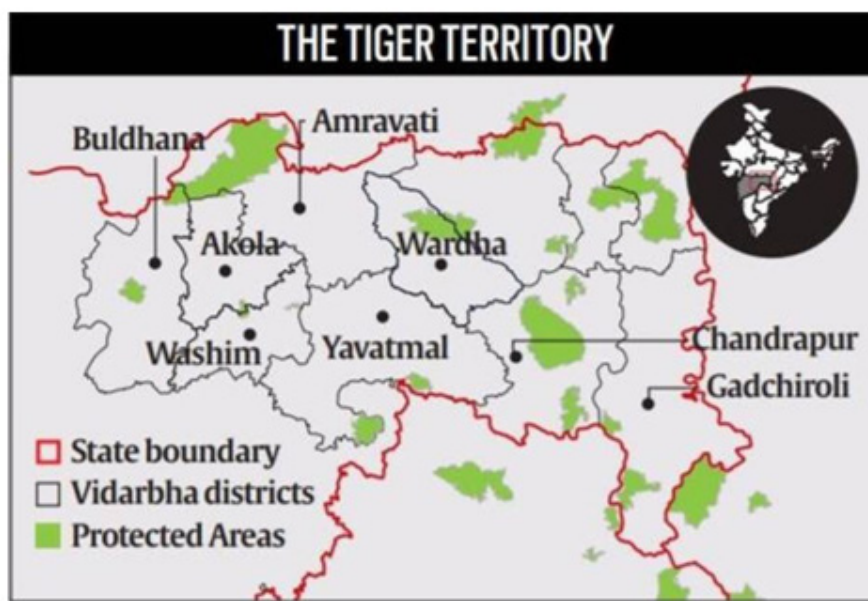 THE TIGER TERRITORY
Buldhana
Amravati
Akola
Wardha
Washim
Yavatmal
Chandrapur
Gadchiroli
State boundary
Vidarbha districts
Protected Areas